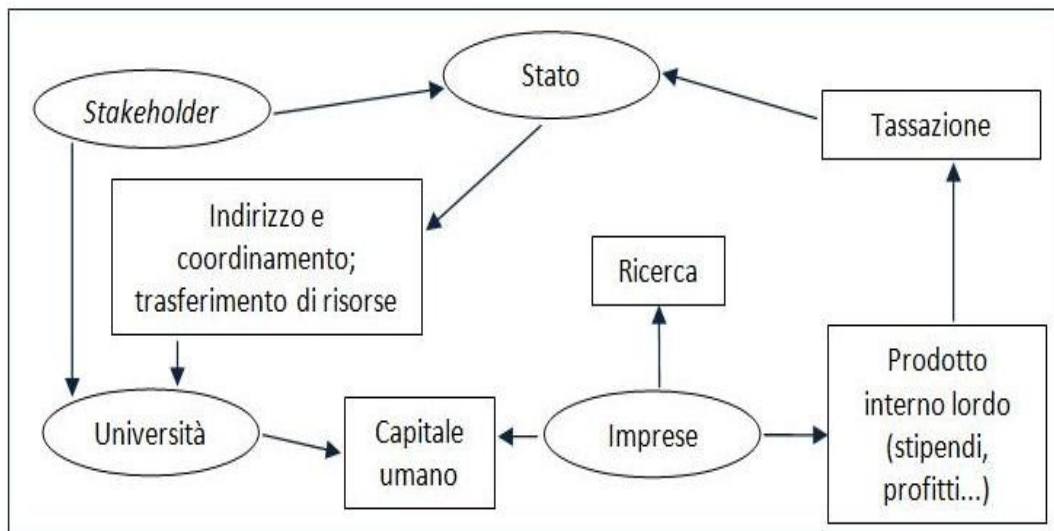 Stato
Stakeholder
Tassazione
Indirizzo e
coordinamento;
trasferimento di risorse
Ricerca
Prodotto
interno lordo
(stipendi,
profitti...)
Università
Capitale
umano
Imprese